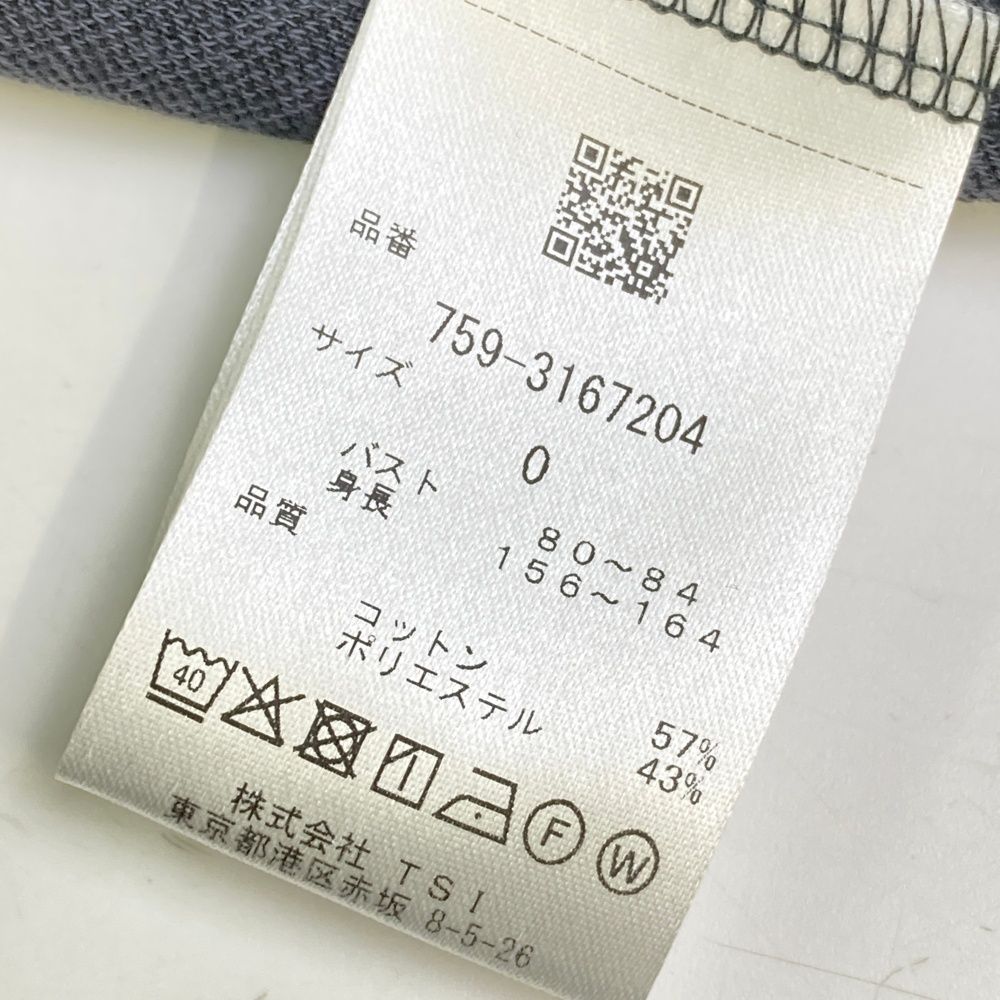 品番
759-3167204
サイズ
0
バスト 80～84
身長 156～164
品質
コットン 57%
ポリエステル 43%
40
F W
株式会社 TSI
東京都港区赤坂 8-5-26